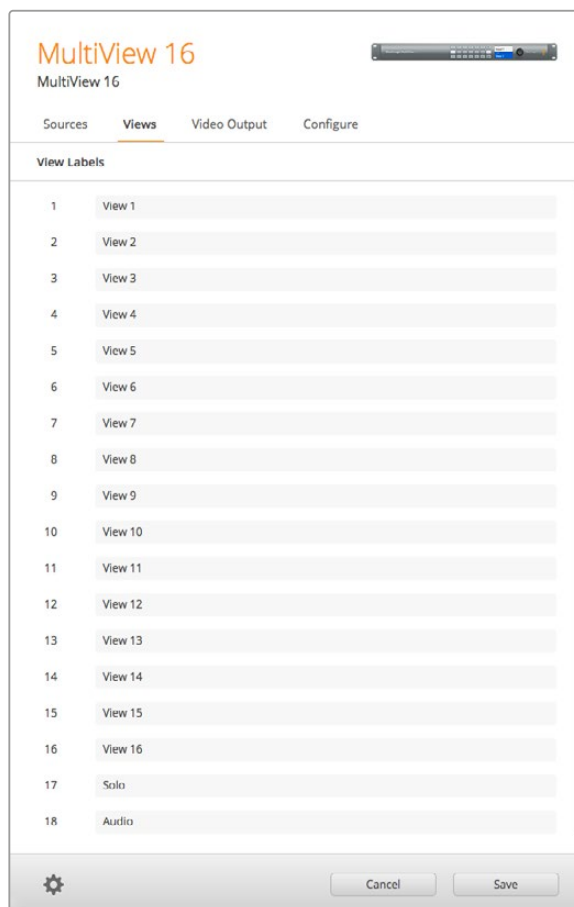 MultiView 16
MultiView 16
Sources Views Video Output Configure
View Labels
1 View 1
2 View 2
3 View 3
4 View 4
5 View 5
6 View 6
7 View 7
8 View 8
9 View 9
10 View 10
11 View 11
12 View 12
13 View 13
14 View 14
15 View 15
16 View 16
17 Solo
18 Audio
Cancel Save